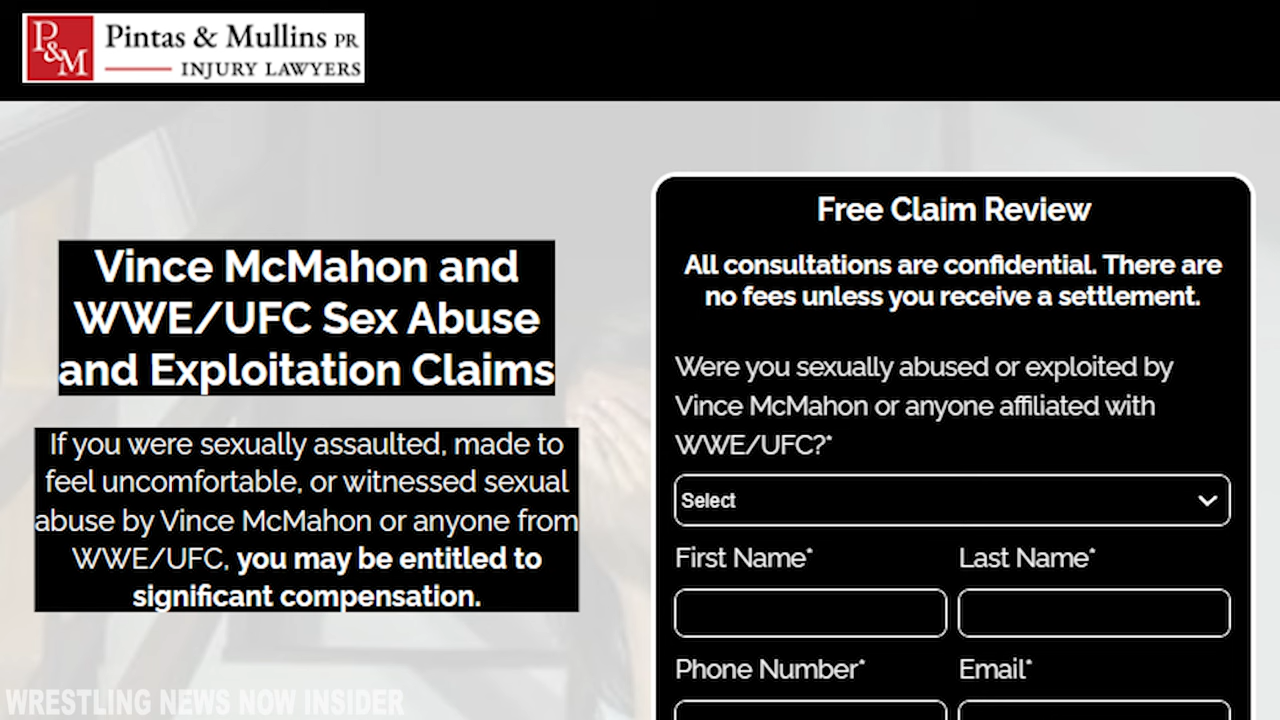 P&M
Pintas & Mullins PR
INJURY LAWYERS
Vince McMahon and
WWE/UFC Sex Abuse
and Exploitation Claims
If you were sexually assaulted, made to
feel uncomfortable, or witnessed sexual
abuse by Vince McMahon or anyone from
WWE/UFC, you may be entitled to
significant compensation.
Free Claim Review
All consultations are confidential. There are
no fees unless you receive a settlement.
Were you sexually abused or exploited by
Vince McMahon or anyone affiliated with
WWE/UFC?*
Select
First Name* Last Name*
Phone Number* Email*
WRESTLING NEWS NOW INSIDER